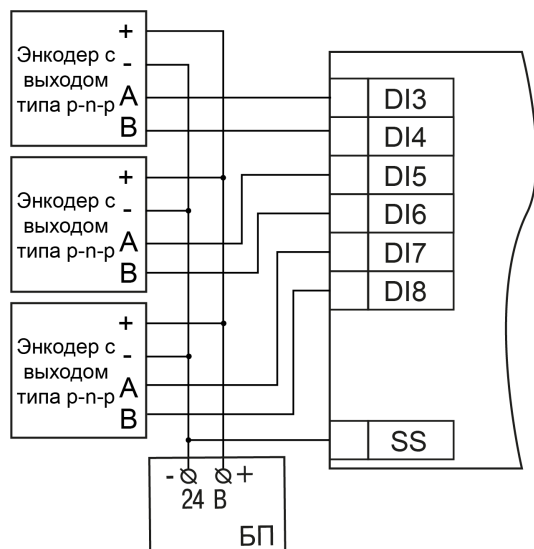 Энкодер с
выходом
типа p-n-p
+
-
A
B
Энкодер с
выходом
типа p-n-p
+
-
A
B
Энкодер с
выходом
типа p-n-p
+
-
A
B
DI3
DI4
DI5
DI6
DI7
DI8
SS
- +
24 В
БП